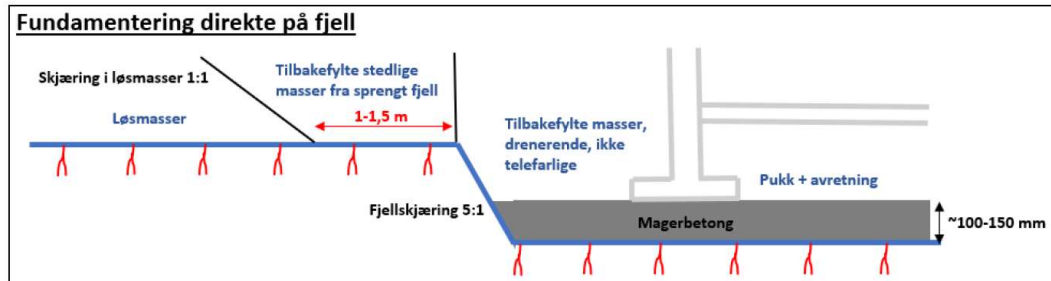 Fundamentering direkte på fjell
Skjæring i løsmasser 1:1
Tilbakefylte stedlige
masser fra sprengt fjell
1-1,5 m
Løsmasser
Tilbakefylte masser,
drenerende, ikke
telefarlige
Pukk + avretning
Fjellskjæring 5:1
Magerbetong
~100-150 mm